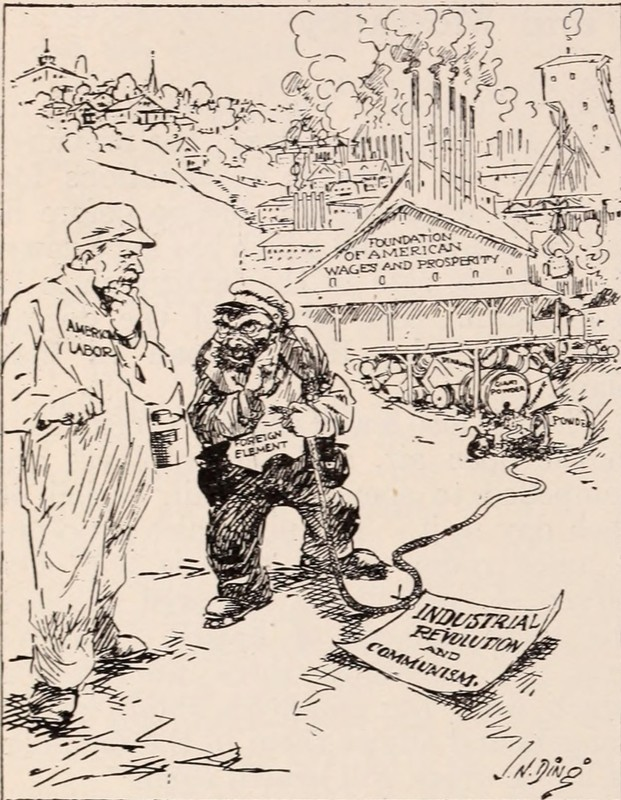 FOUNDATION
OF AMERICAN
WAGES AND PROSPERITY
AMERICAN
LABOR
FOREIGN
ELEMENT
GIANT
POWDER
POWDER
INDUSTRIAL
REVOLUTION
AND
COMMUNISM.
J.N. DING